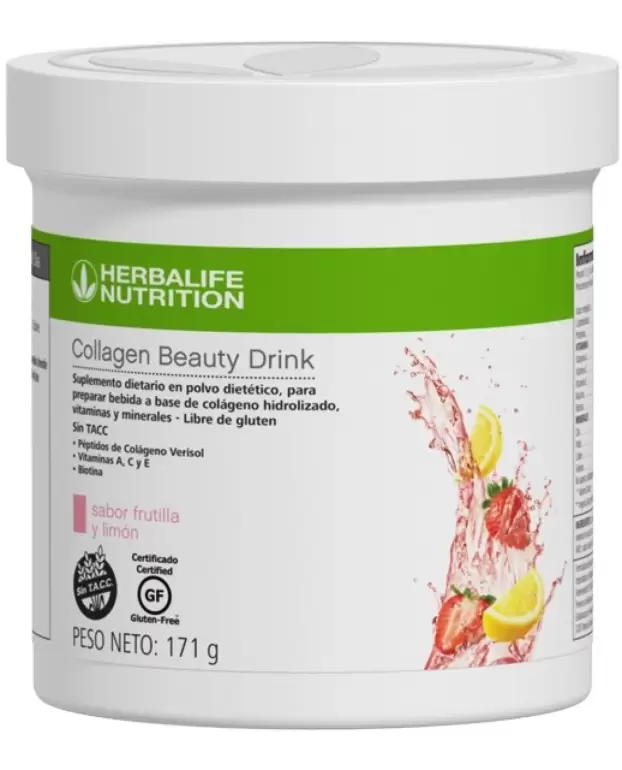 HERBALIFE
NUTRITION
Collagen Beauty Drink
Suplemento dietario en polvo dietético, para
preparar bebida a base de colágeno hidrolizado,
vitaminas y minerales - Libre de gluten
Sin TACC
• Péptidos de Colágeno Verisol
• Vitaminas A, C y E
• Biotina
sabor frutilla
y limón
Sin T.A.C.C.
Certificado
Certified
GF
Gluten-Free
PESO NETO: 171 g